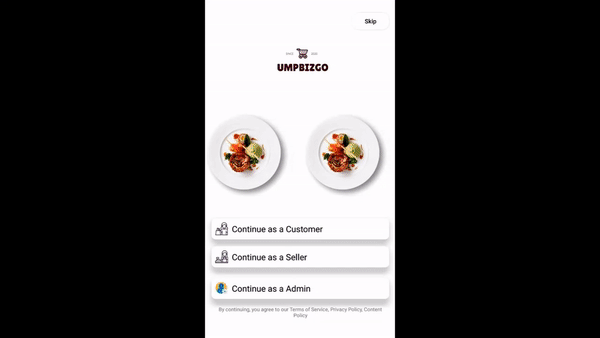 Skip
UMPBIZGO
Continue as a Customer
Continue as a Seller
Continue as a Admin
By continuing, you agree to our Terms of Service, Privacy Policy, Content
Policy